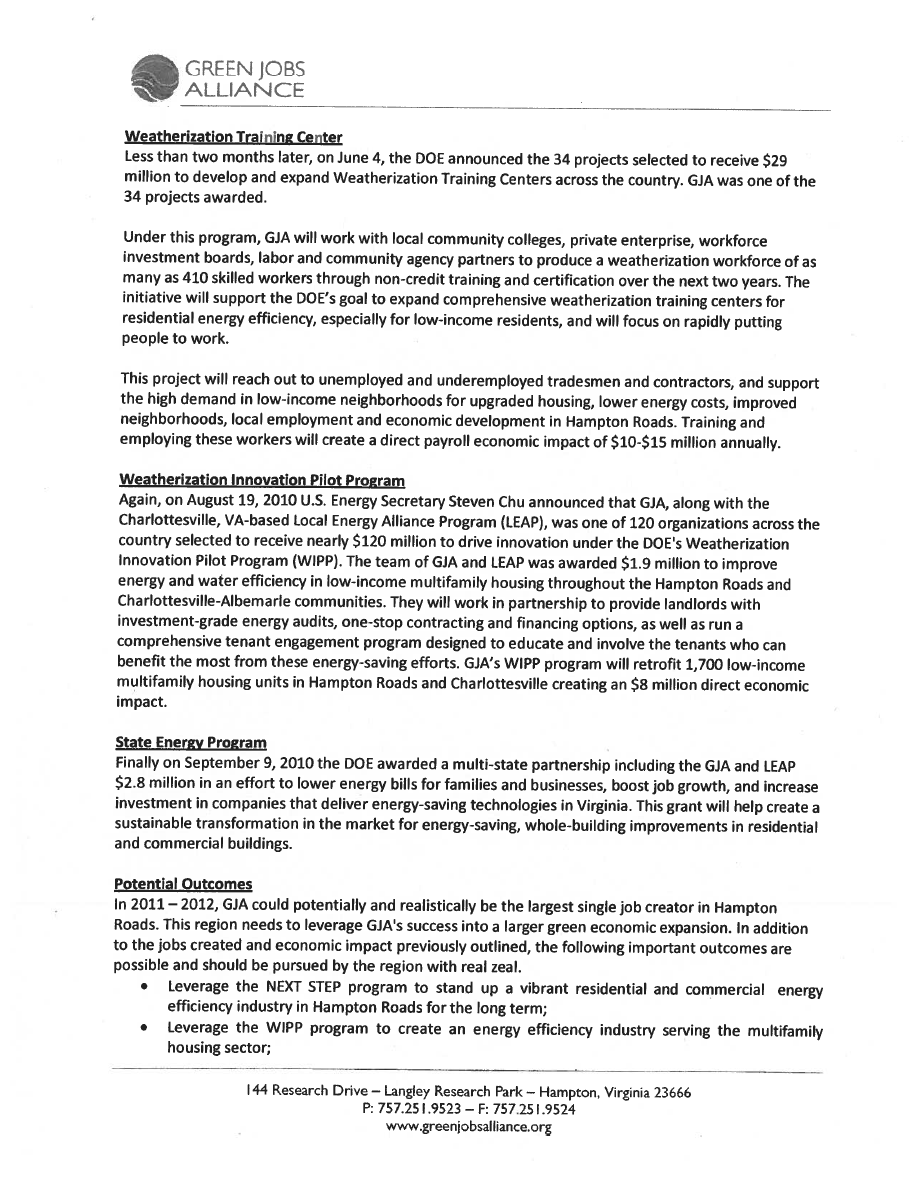 GREEN JOBS
ALLIANCE
Weatherization Training Center
Less than two months later, on June 4, the DOE announced the 34 projects selected to receive $29
million to develop and expand Weatherization Training Centers across the country. GJA was one of the
34 projects awarded.
Under this program, GJA will work with local community colleges, private enterprise, workforce
investment boards, labor and community agency partners to produce a weatherization workforce of as
many as 410 skilled workers through non-credit training and certification over the next two years. The
initiative will support the DOE's goal to expand comprehensive weatherization training centers for
residential energy efficiency, especially for low-income residents, and will focus on rapidly putting
people to work.
This project will reach out to unemployed and underemployed tradesmen and contractors, and support
the high demand in low-income neighborhoods for upgraded housing, lower energy costs, improved
neighborhoods, local employment and economic development in Hampton Roads. Training and
employing these workers will create a direct payroll economic impact of $10-$15 million annually.
Weatherization Innovation Pilot Program
Again, on August 19, 2010 U.S. Energy Secretary Steven Chu announced that GJA, along with the
Charlottesville, VA-based Local Energy Alliance Program (LEAP), was one of 120 organizations across the
country selected to receive nearly $120 million to drive innovation under the DOE's Weatherization
Innovation Pilot Program (WIPP). The team of GJA and LEAP was awarded $1.9 million to improve
energy and water efficiency in low-income multifamily housing throughout the Hampton Roads and
Charlottesville-Albemarle communities. They will work in partnership to provide landlords with
investment-grade energy audits, one-stop contracting and financing options, as well as run a
comprehensive tenant engagement program designed to educate and involve the tenants who can
benefit the most from these energy-saving efforts. GJA's WIPP program will retrofit 1,700 low-income
multifamily housing units in Hampton Roads and Charlottesville creating an $8 million direct economic
impact.
State Energy Program
Finally on September 9, 2010 the DOE awarded a multi-state partnership including the GJA and LEAP
$2.8 million in an effort to lower energy bills for families and businesses, boost job growth, and increase
investment in companies that deliver energy-saving technologies in Virginia. This grant will help create a
sustainable transformation in the market for energy-saving, whole-building improvements in residential
and commercial buildings.
Potential Outcomes
In 2011 – 2012, GJA could potentially and realistically be the largest single job creator in Hampton
Roads. This region needs to leverage GJA's success into a larger green economic expansion. In addition
to the jobs created and economic impact previously outlined, the following important outcomes are
possible and should be pursued by the region with real zeal.
• Leverage the NEXT STEP program to stand up a vibrant residential and commercial energy
efficiency industry in Hampton Roads for the long term;
• Leverage the WIPP program to create an energy efficiency industry serving the multifamily
housing sector;
144 Research Drive – Langley Research Park – Hampton, Virginia 23666
P: 757.251.9523 – F: 757.251.9524
www.greenjobsalliance.org